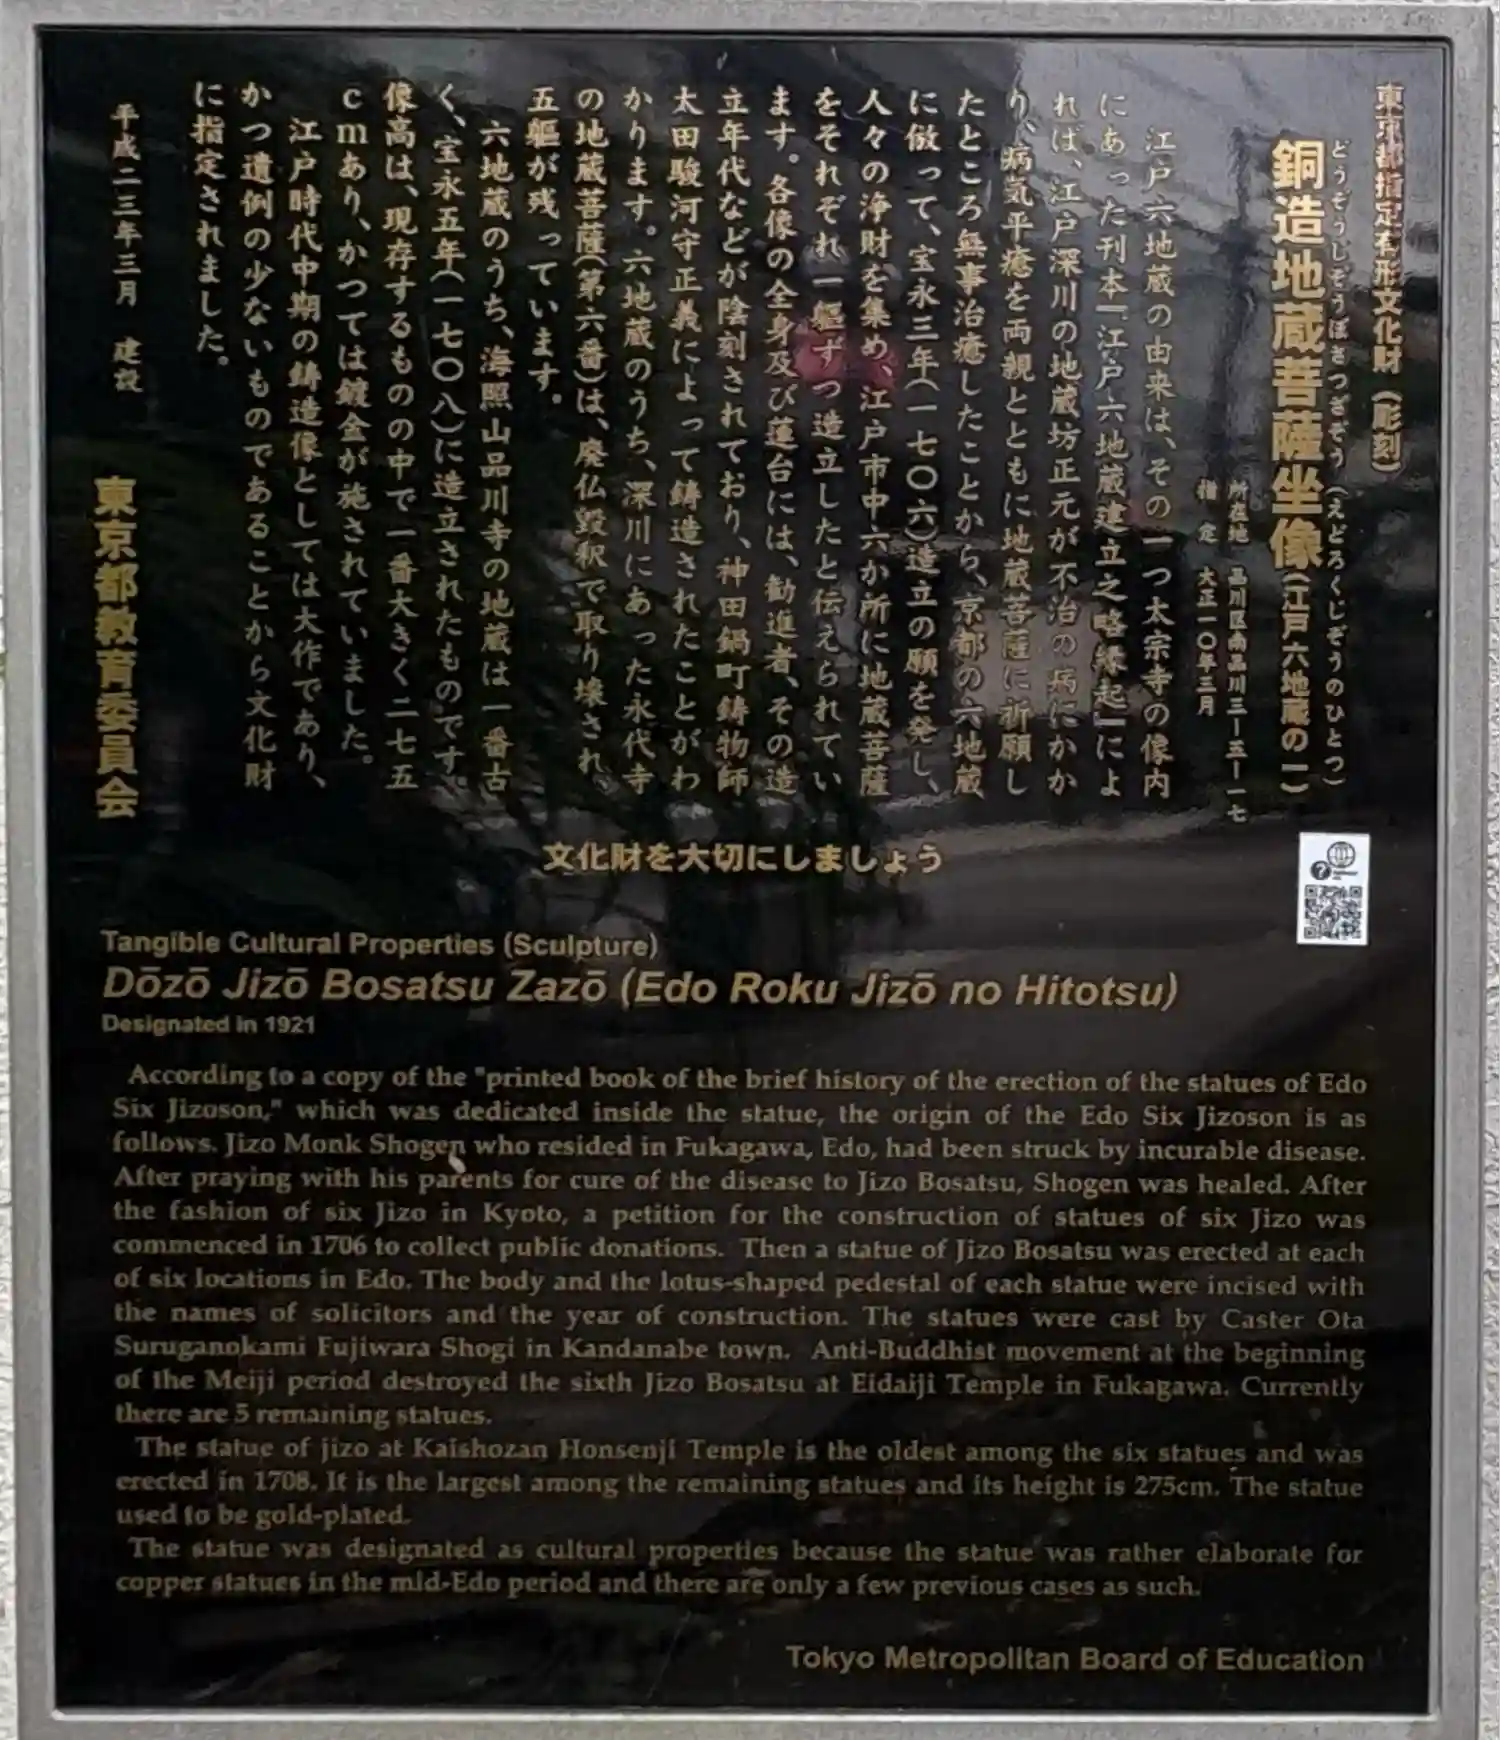 東京都指定有形文化財（彫刻）
どうぞうじぞうぼさつざぞう（えどろくじぞうのひとつ）
銅造地蔵菩薩坐像（江戸六地蔵の一）
所在地　品川区南品川三ー五ー一七
指　定　大正一〇年三月
江戸六地蔵の由来は、その一つ太宗寺の像内
にあった刊本『江戸六地蔵建立之略縁起』によ
れば、江戸深川の地蔵坊正元が不治の病にかか
り、病気平癒を両親とともに地蔵菩薩に祈願し
たところ無事治癒したことから、京都の六地蔵
に倣って、宝永三年（一七〇六）造立の願を発し、
人々の浄財を集め、江戸市中六か所に地蔵菩薩
をそれぞれ一軀ずつ造立したと伝えられてい
ます。各像の全身及び蓮台には、勧進者、その造
立年代などが陰刻されており、神田鍋町鋳物師
太田駿河守正義によって鋳造されたことがわ
かります。六地蔵のうち、深川にあった永代寺
の地蔵菩薩（第六番）は、廃仏毀釈で取り壊され、
五軀が残っています。
六地蔵のうち、海照山品川寺の地蔵は一番古
く、宝永五年（一七〇八）に造立されたものです。
像高は、現存するものの中で一番大きく二七五
ｃｍあり、かつては鍍金が施されていました。
江戸時代中期の鋳造像としては大作であり、
かつ遺例の少ないものであることから文化財
に指定されました。
平成二三年三月　建設
東京都教育委員会
文化財を大切にしましょう
Tangible Cultural Properties (Sculpture)
Dōzō Jizō Bosatsu Zazō (Edo Roku Jizō no Hitotsu)
Designated in 1921
According to a copy of the "printed book of the brief history of the erection of the statues of Edo
Six Jizoson," which was dedicated inside the statue, the origin of the Edo Six Jizoson is as
follows. Jizo Monk Shogen who resided in Fukagawa, Edo, had been struck by incurable disease.
After praying with his parents for cure of the disease to Jizo Bosatsu, Shogen was healed. After
the fashion of six Jizo in Kyoto, a petition for the construction of statues of six Jizo was
commenced in 1706 to collect public donations. Then a statue of Jizo Bosatsu was erected at each
of six locations in Edo. The body and the lotus-shaped pedestal of each statue were incised with
the names of solicitors and the year of construction. The statues were cast by Caster Ota
Suruganokami Fujiwara Shogi in Kandanabe town. Anti-Buddhist movement at the beginning
of the Meiji period destroyed the sixth Jizo Bosatsu at Eidaiji Temple in Fukagawa. Currently
there are 5 remaining statues.
The statue of jizo at Kaishozan Honsenji Temple is the oldest among the six statues and was
erected in 1708. It is the largest among the remaining statues and its height is 275cm. The statue
used to be gold-plated.
The statue was designated as cultural properties because the statue was rather elaborate for
copper statues in the mid-Edo period and there are only a few previous cases as such.
Tokyo Metropolitan Board of Education